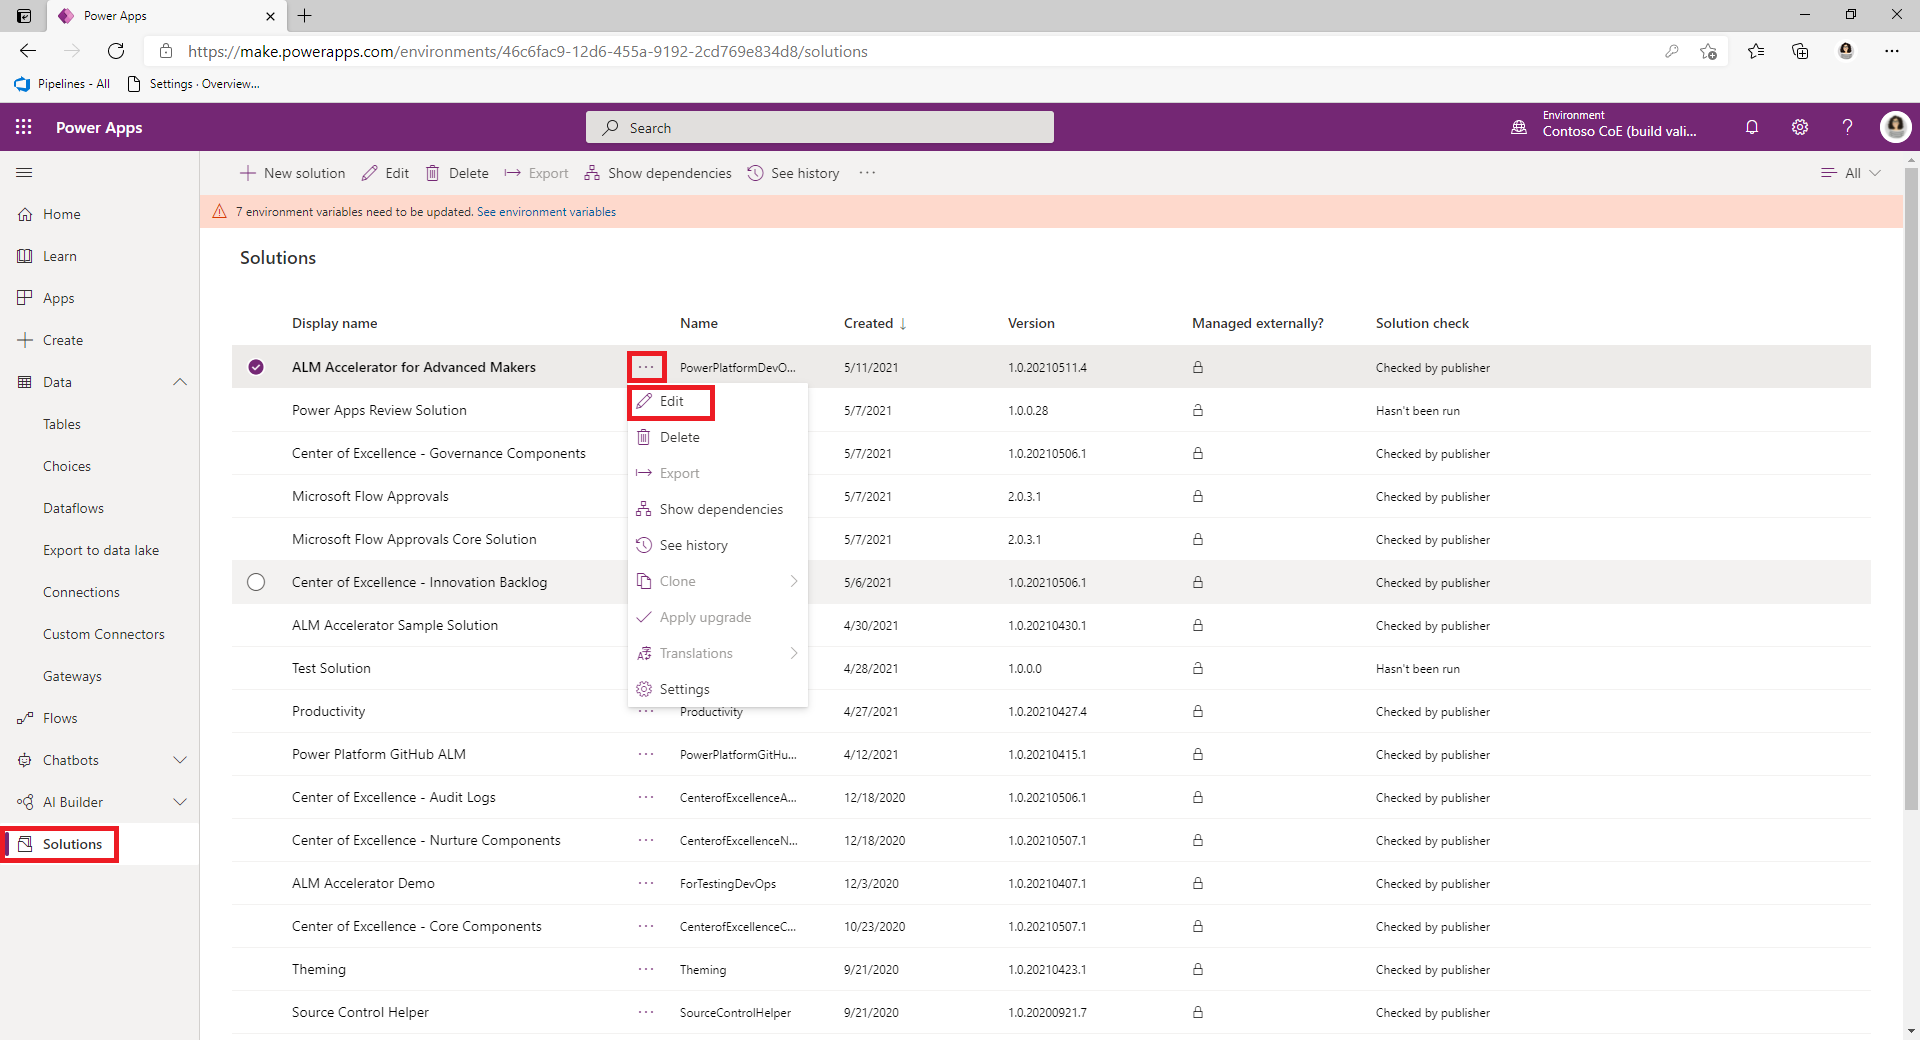 Power Apps
https://make.powerapps.com/environments/46c6fac9-12d6-455a-9192-2cd769e834d8/solutions
Pipelines - All
Settings · Overview...
Power Apps
Search
Environment
Contoso CoE (build vali...
New solution
Edit
Delete
Export
Show dependencies
See history
All
7 environment variables need to be updated. See environment variables
Home
Learn
Apps
Create
Data
Tables
Choices
Dataflows
Export to data lake
Connections
Custom Connectors
Gateways
Flows
Chatbots
AI Builder
Solutions
Solutions
Display name Name Created ↓ Version Managed externally? Solution check
ALM Accelerator for Advanced Makers PowerPlatformDevO... 5/11/2021 1.0.20210511.4 Checked by publisher
Power Apps Review Solution 5/7/2021 1.0.0.28 Hasn't been run
Center of Excellence - Governance Components 5/7/2021 1.0.20210506.1 Checked by publisher
Microsoft Flow Approvals 5/7/2021 2.0.3.1 Checked by publisher
Microsoft Flow Approvals Core Solution 5/7/2021 2.0.3.1 Checked by publisher
Center of Excellence - Innovation Backlog 5/6/2021 1.0.20210506.1 Checked by publisher
ALM Accelerator Sample Solution 4/30/2021 1.0.20210430.1 Checked by publisher
Test Solution 4/28/2021 1.0.0.0 Hasn't been run
Productivity Productivity 4/27/2021 1.0.20210427.4 Checked by publisher
Power Platform GitHub ALM PowerPlatformGitHu... 4/12/2021 1.0.20210415.1 Checked by publisher
Center of Excellence - Audit Logs CenterofExcellenceA... 12/18/2020 1.0.20210506.1 Checked by publisher
Center of Excellence - Nurture Components CenterofExcellenceN... 12/18/2020 1.0.20210507.1 Checked by publisher
ALM Accelerator Demo ForTestingDevOps 12/3/2020 1.0.20210407.1 Checked by publisher
Center of Excellence - Core Components CenterofExcellenceC... 10/23/2020 1.0.20210507.1 Checked by publisher
Theming Theming 9/21/2020 1.0.20210423.1 Checked by publisher
Source Control Helper SourceControlHelper 9/21/2020 1.0.20200921.7 Checked by publisher
Edit
Delete
Export
Show dependencies
See history
Clone
Apply upgrade
Translations
Settings